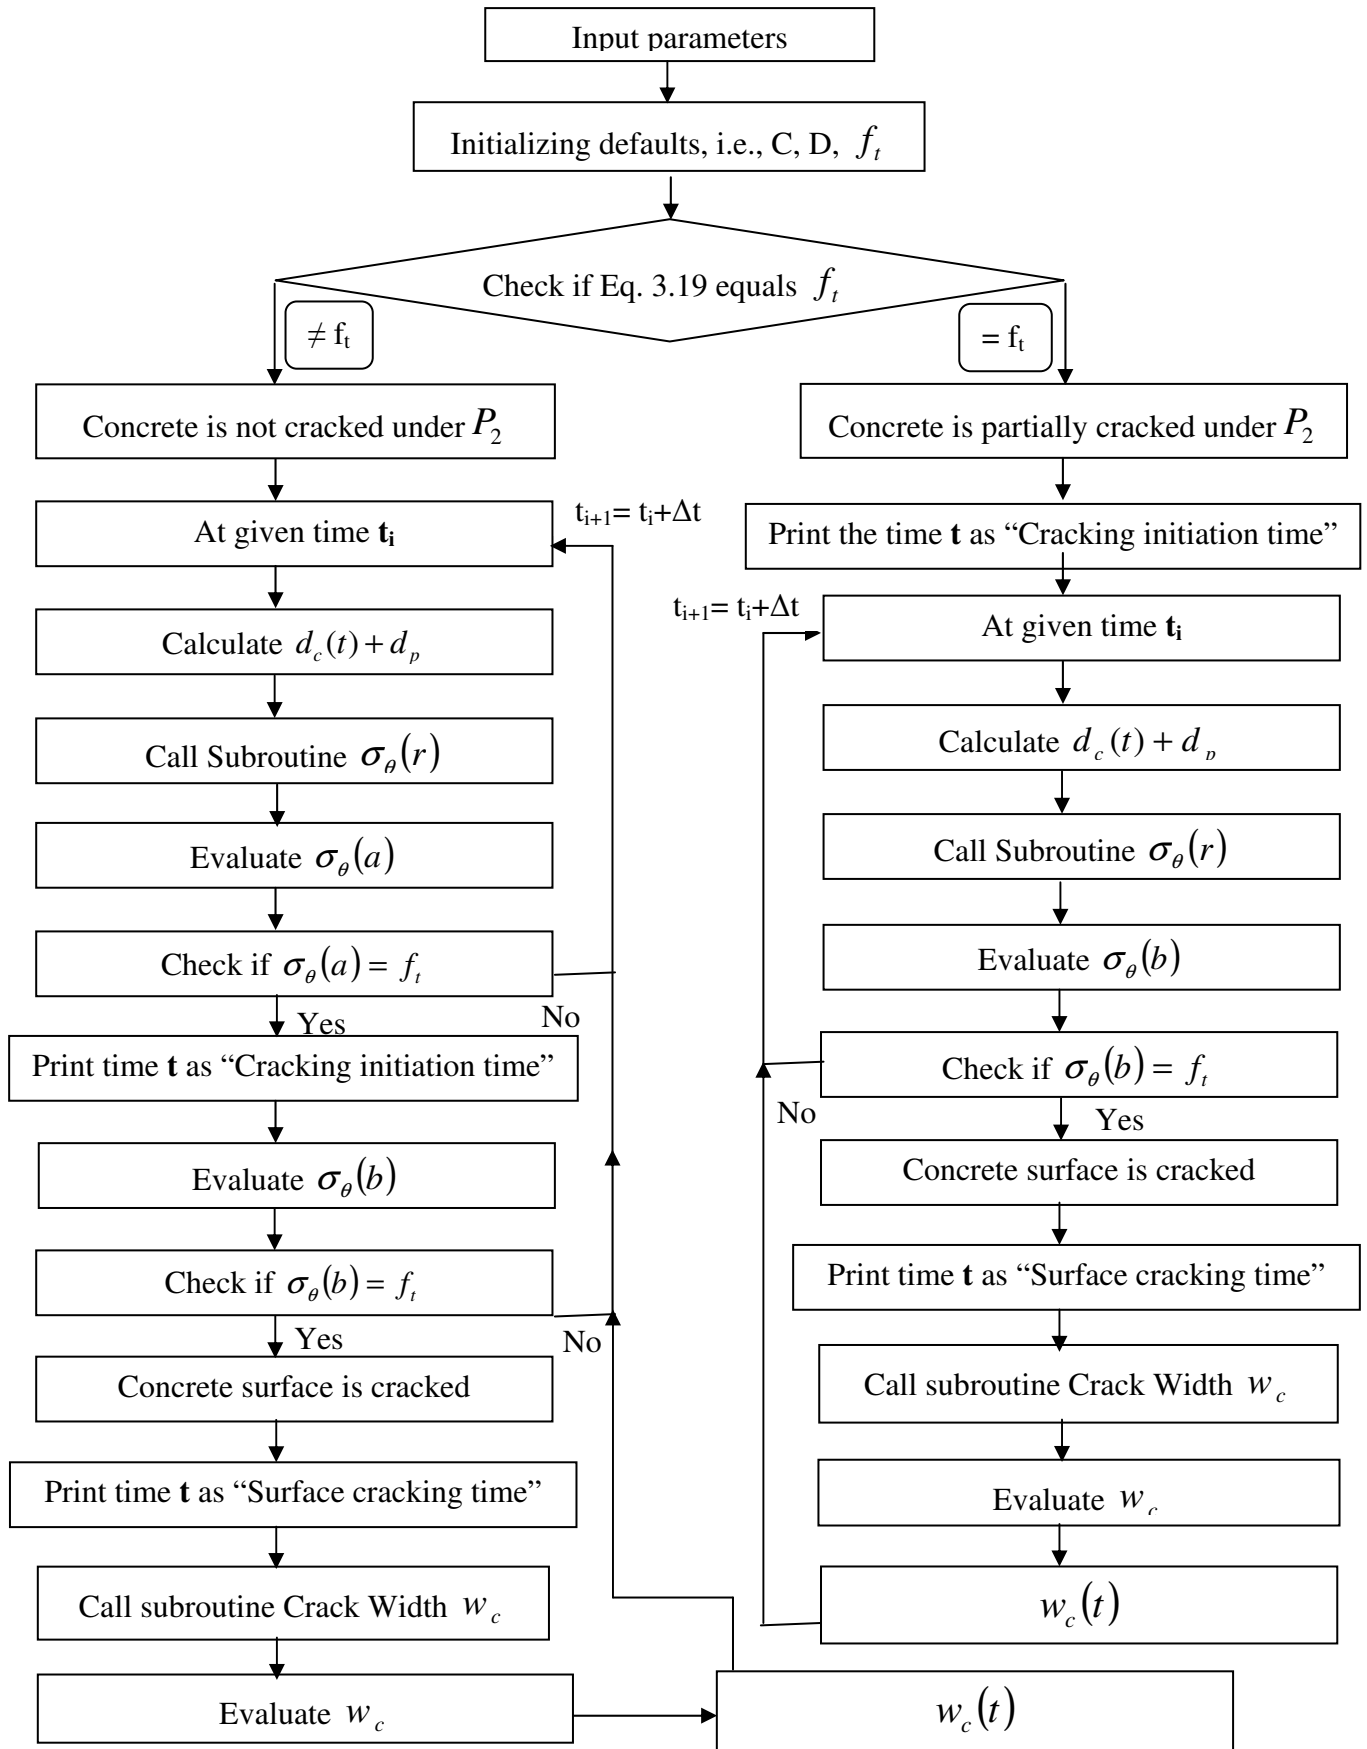 Input parameters
Initializing defaults, i.e., C, D, f_t
Check if Eq. 3.19 equals f_t
≠ f_t
= f_t
Concrete is not cracked under P_2
At given time t_i
t_{i+1}= t_i+Δt
Calculate d_c(t) + d_p
Call Subroutine σ_θ(r)
Evaluate σ_θ(a)
Check if σ_θ(a) = f_t
Yes
No
Print time t as “Cracking initiation time”
Evaluate σ_θ(b)
Check if σ_θ(b) = f_t
Yes
No
Concrete surface is cracked
Print time t as “Surface cracking time”
Call subroutine Crack Width w_c
Evaluate w_c
w_c(t)
Concrete is partially cracked under P_2
Print the time t as “Cracking initiation time”
t_{i+1}= t_i+Δt
At given time t_i
Calculate d_c(t) + d_p
Call Subroutine σ_θ(r)
Evaluate σ_θ(b)
Check if σ_θ(b) = f_t
No
Yes
Concrete surface is cracked
Print time t as “Surface cracking time”
Call subroutine Crack Width w_c
Evaluate w_c
w_c(t)